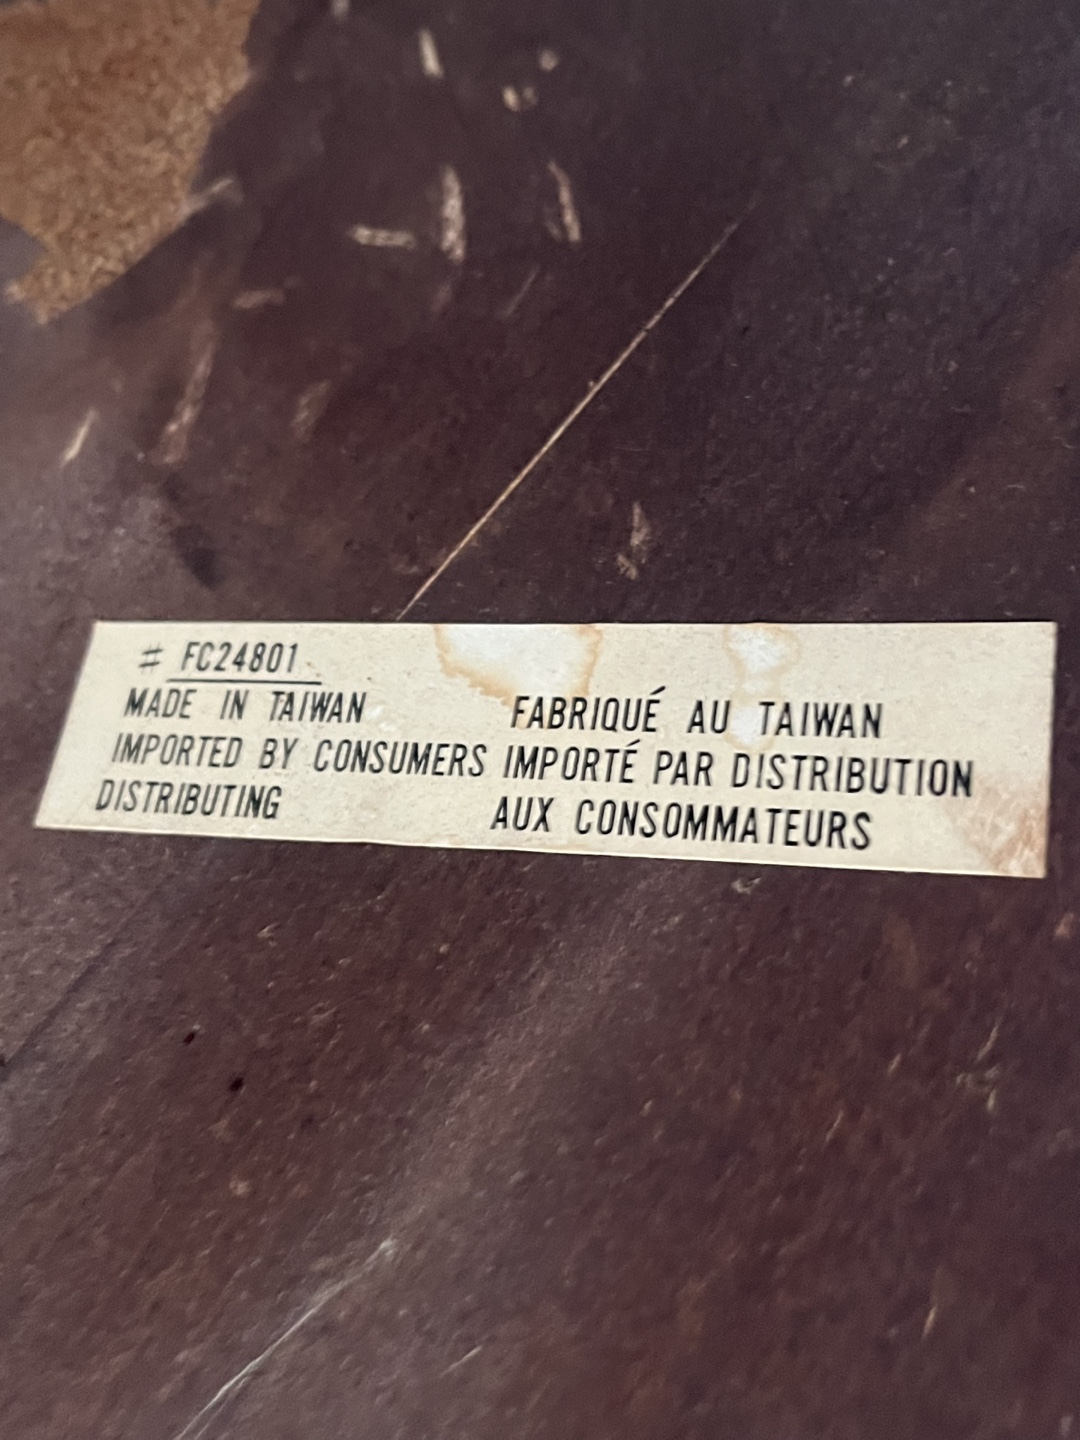 # FC24801
MADE IN TAIWAN
IMPORTED BY CONSUMERS
DISTRIBUTING
FABRIQUÉ AU TAIWAN
IMPORTÉ PAR DISTRIBUTION
AUX CONSOMMATEURS